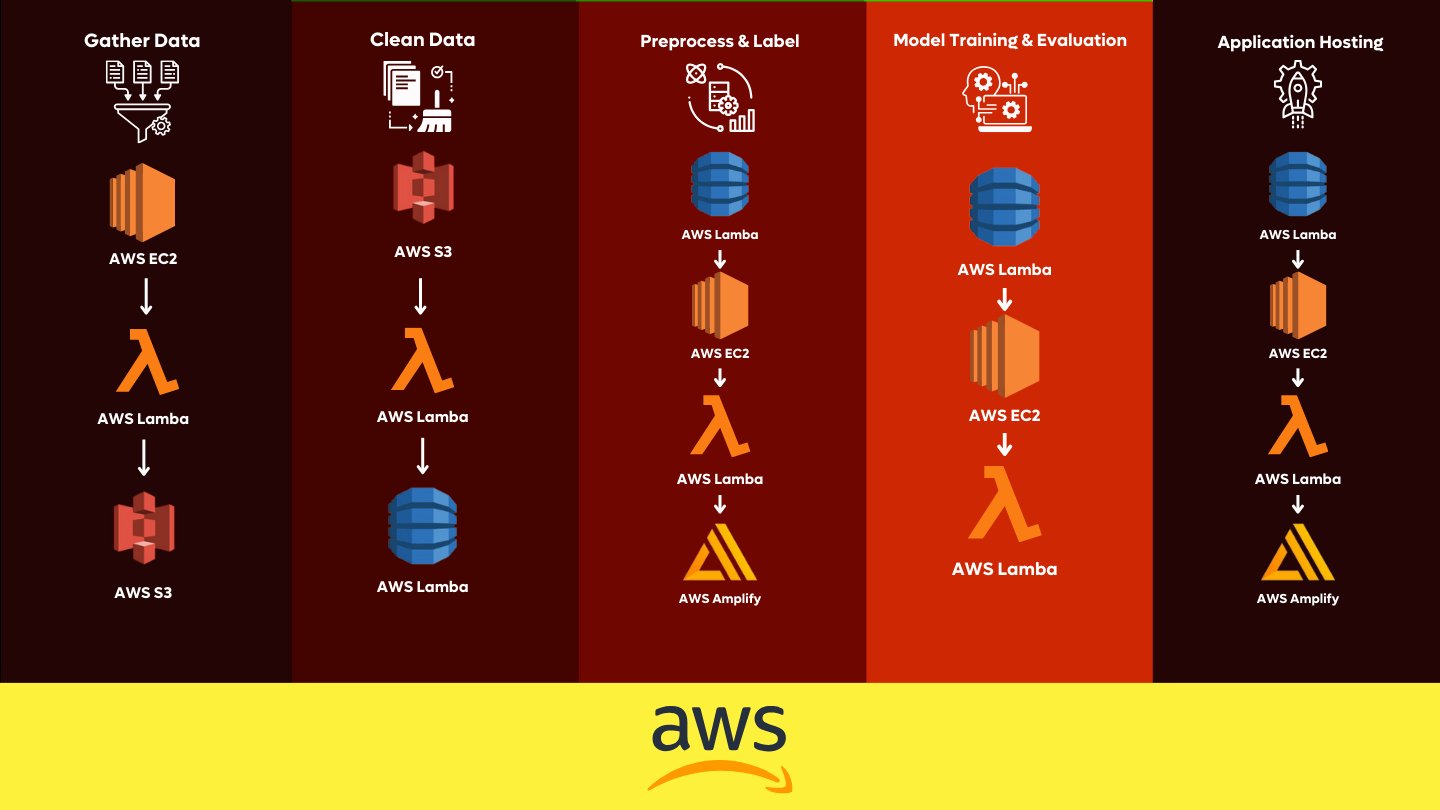 Gather Data
AWS EC2
AWS Lamba
AWS S3
Clean Data
AWS S3
AWS Lamba
AWS Lamba
Preprocess & Label
AWS Lamba
AWS EC2
AWS Lamba
AWS Amplify
Model Training & Evaluation
AWS Lamba
AWS EC2
AWS Lamba
Application Hosting
AWS Lamba
AWS EC2
AWS Lamba
AWS Amplify
aws